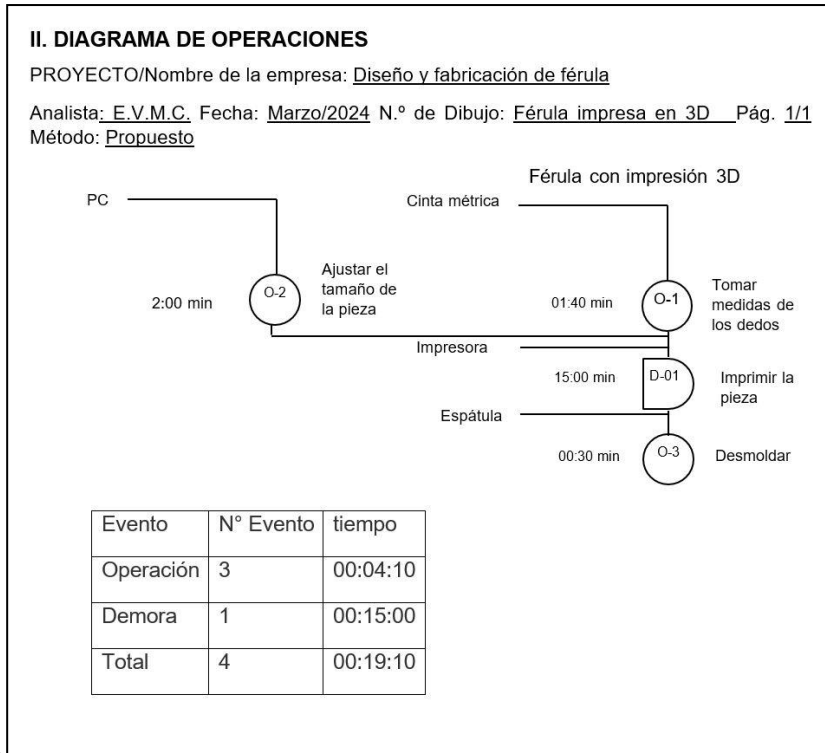 II. DIAGRAMA DE OPERACIONES
PROYECTO/Nombre de la empresa: Diseño y fabricación de férula
Analista: E.V.M.C. Fecha: Marzo/2024 N.º de Dibujo: Férula impresa en 3D Pág. 1/1
Método: Propuesto
Férula con impresión 3D
PC
Cinta métrica
2:00 min
O-2
Ajustar el
tamaño de
la pieza
01:40 min
O-1
Tomar
medidas de
los dedos
Impresora
15:00 min
D-01
Imprimir la
pieza
Espátula
00:30 min
O-3
Desmoldar
Evento N° Evento tiempo
Operación 3 00:04:10
Demora 1 00:15:00
Total 4 00:19:10